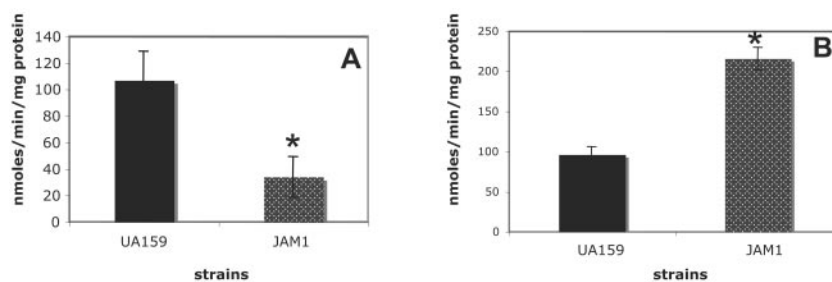 A
nmoles/min/mg protein
140
120
100
80
60
40
20
0
*
UA159
JAM1
strains
B
nmoles/min/mg protein
250
200
150
100
50
0
*
UA159
JAM1
strains